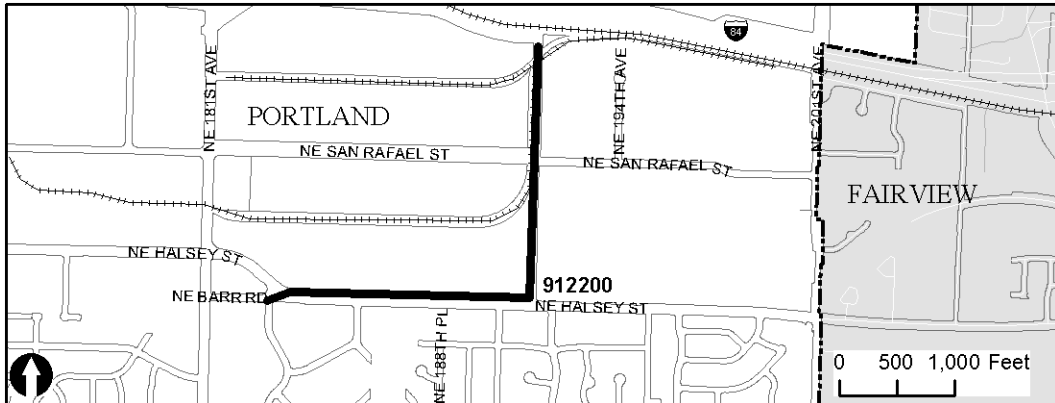 84
NE 181ST AVE
PORTLAND
NE 194TH AVE
NE 201ST AVE
NE SAN RAFAEL ST
NE SAN RAFAEL ST
FAIRVIEW
NE HALSEY ST
NE BARR RD
912200
NE HALSEY ST
NE 188TH PL
0 500 1,000 Feet